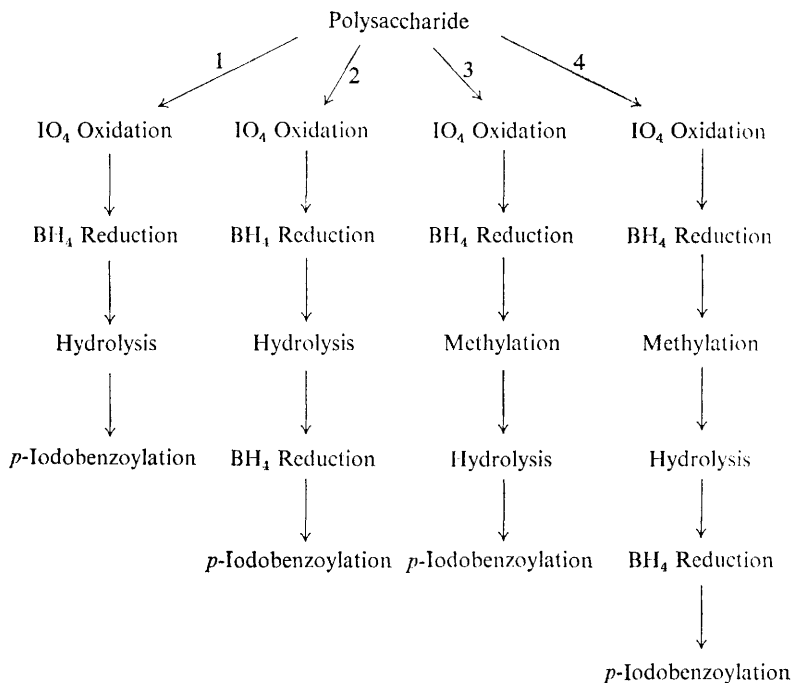 Polysaccharide
1 2 3 4
IO₄ Oxidation IO₄ Oxidation IO₄ Oxidation IO₄ Oxidation
BH₄ Reduction BH₄ Reduction BH₄ Reduction BH₄ Reduction
Hydrolysis Hydrolysis Methylation Methylation
p-Iodobenzoylation BH₄ Reduction Hydrolysis Hydrolysis
p-Iodobenzoylation p-Iodobenzoylation BH₄ Reduction
p-Iodobenzoylation